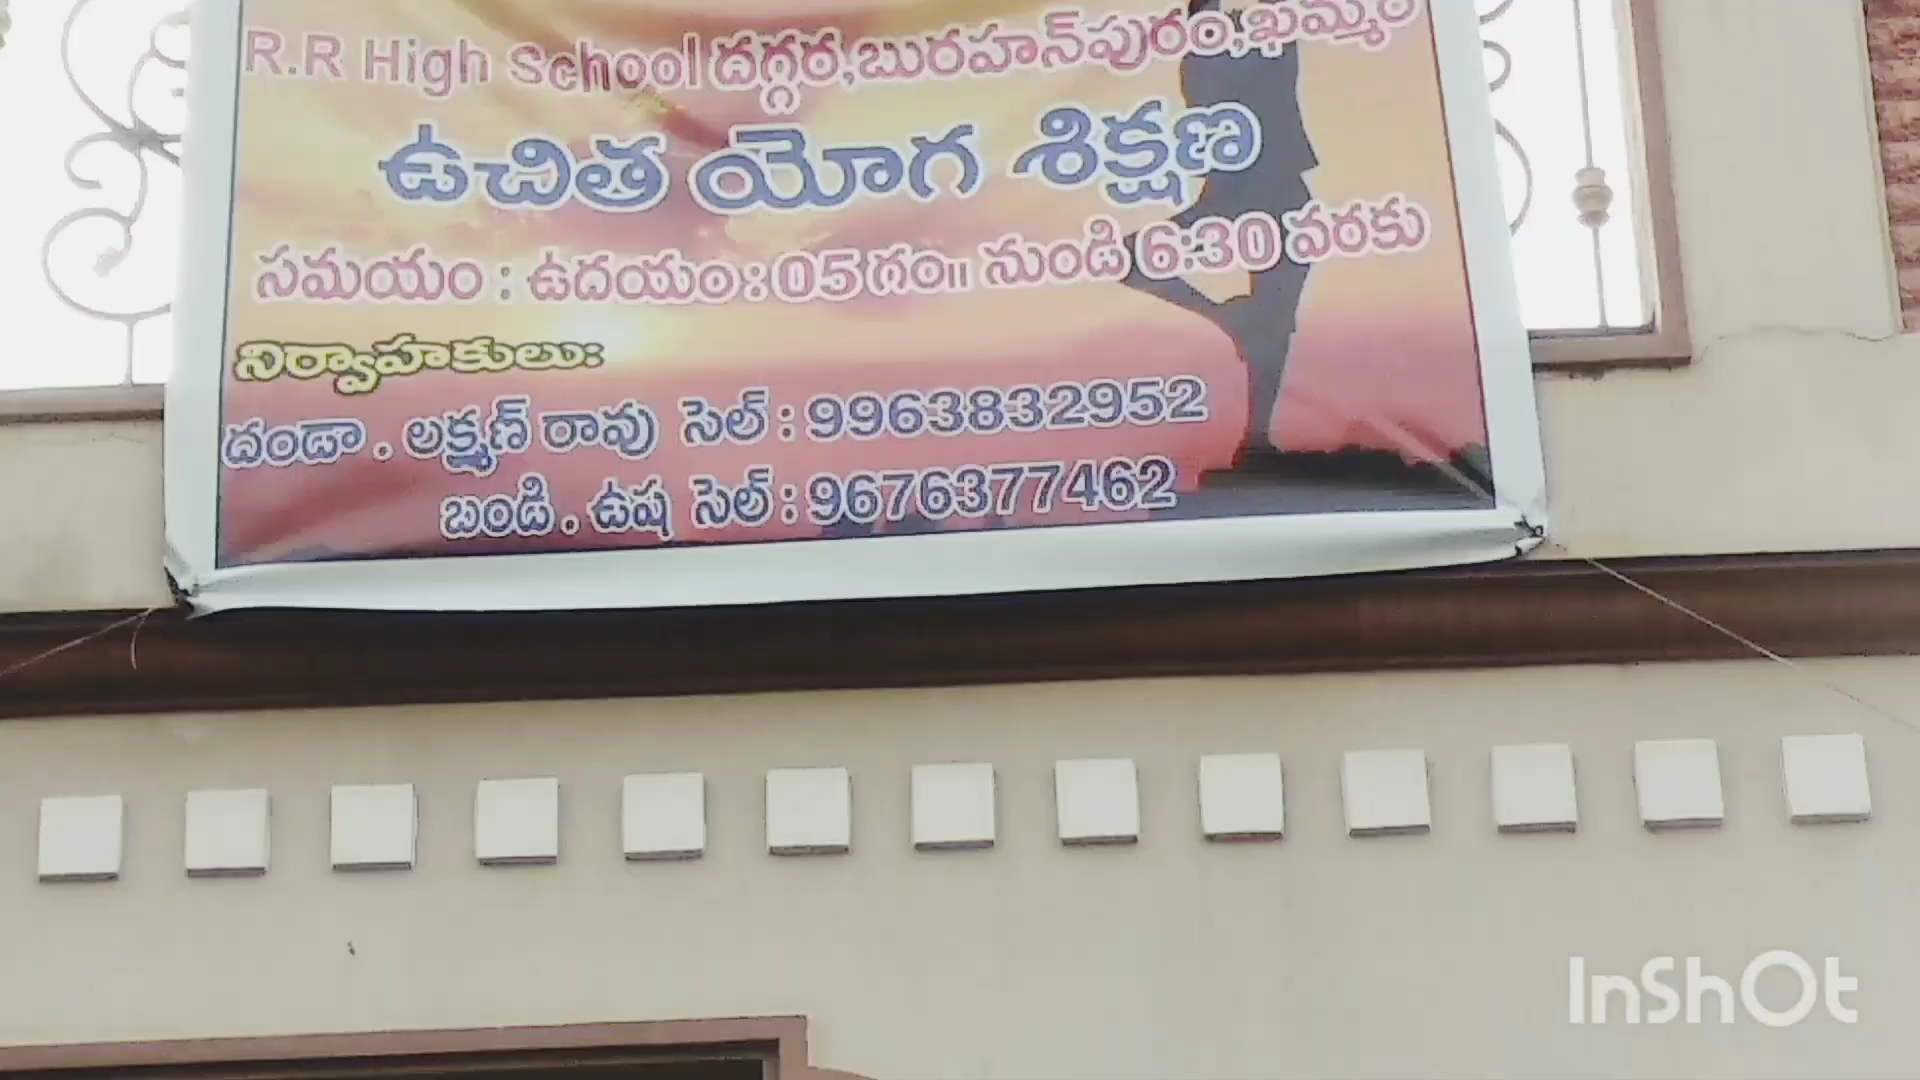 R.R High School దగ్గర,బురహన్‌పురం,ఖమ్మం
ఉచిత యోగ శిక్షణ
సమయం : ఉదయం: 05గం॥ నుండి 6:30 వరకు
నిర్వాహకులు:
దండా . లక్ష్మణ్ రావు సెల్ : 9963832952
బండి . ఉష సెల్ : 9676377462
InShOt